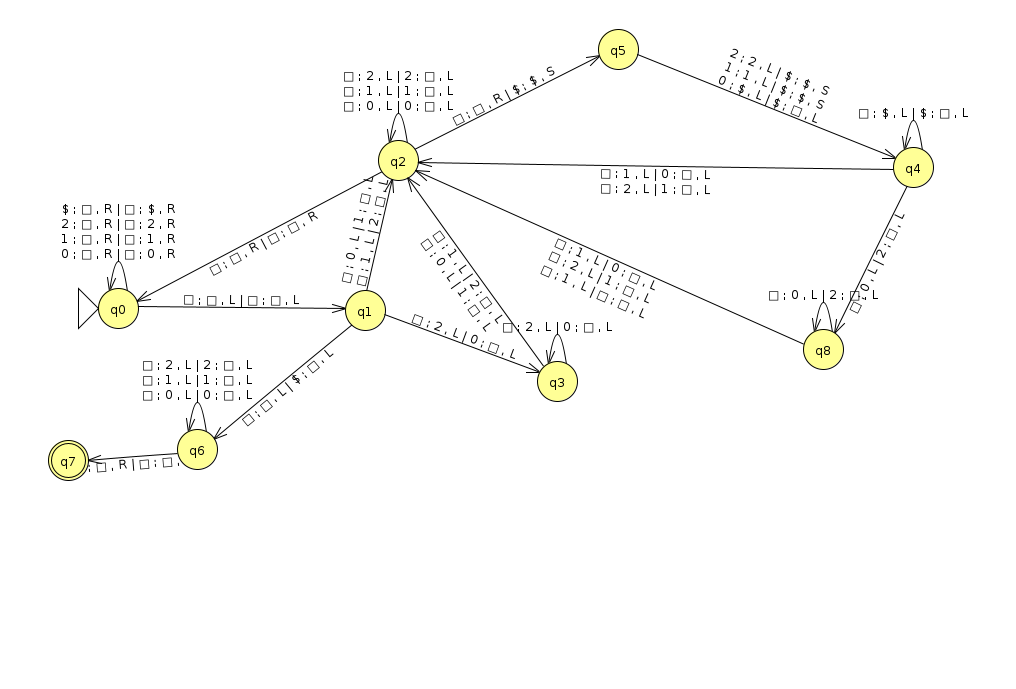 q5
□ ; 2 , L | 2 ; □ , L
□ ; 1 , L | 1 ; □ , L
□ ; 0 , L | 0 ; □ , L
□ ; □ , R | $ ; $ , S
2 ; 2 , L | $ ; $ , S
1 ; 1 , L | $ ; $ , S
0 ; $ , L | $ ; □ , L
□ ; $ , L | $ ; □ , L
q2
q4
□ ; 1 , L | 0 ; □ , L
□ ; 2 , L | 1 ; □ , L
$ ; □ , R | □ ; $ , R
2 ; □ , R | □ ; 2 , R
1 ; □ , R | □ ; 1 , R
0 ; □ , R | □ ; 0 , R
□ ; □ , R | □ ; □ , R
□ ; 0 , L | 1 ; □ , L
□ ; 1 , L | 2 ; □ , L
□ ; 1 , L | 2 ; □ , L
□ ; 0 , L | 1 ; □ , L
□ ; 1 , L | 0 ; □ , L
□ ; 2 , L | 1 ; □ , L
□ ; 1 , L | □ ; □ , L
□ ; 0 , L | 2 ; □ , L
q0
□ ; □ , L | □ ; □ , L
q1
□ ; 0 , L | 2 ; □ , L
□ ; 2 , L | 0 ; □ , L
□ ; 2 , L | 0 ; □ , L
q8
□ ; 2 , L | 2 ; □ , L
□ ; 1 , L | 1 ; □ , L
□ ; 0 , L | 0 ; □ , L
□ ; □ , L | $ ; □ , L
q3
q6
q7
; □ , R | □ ; □ ,